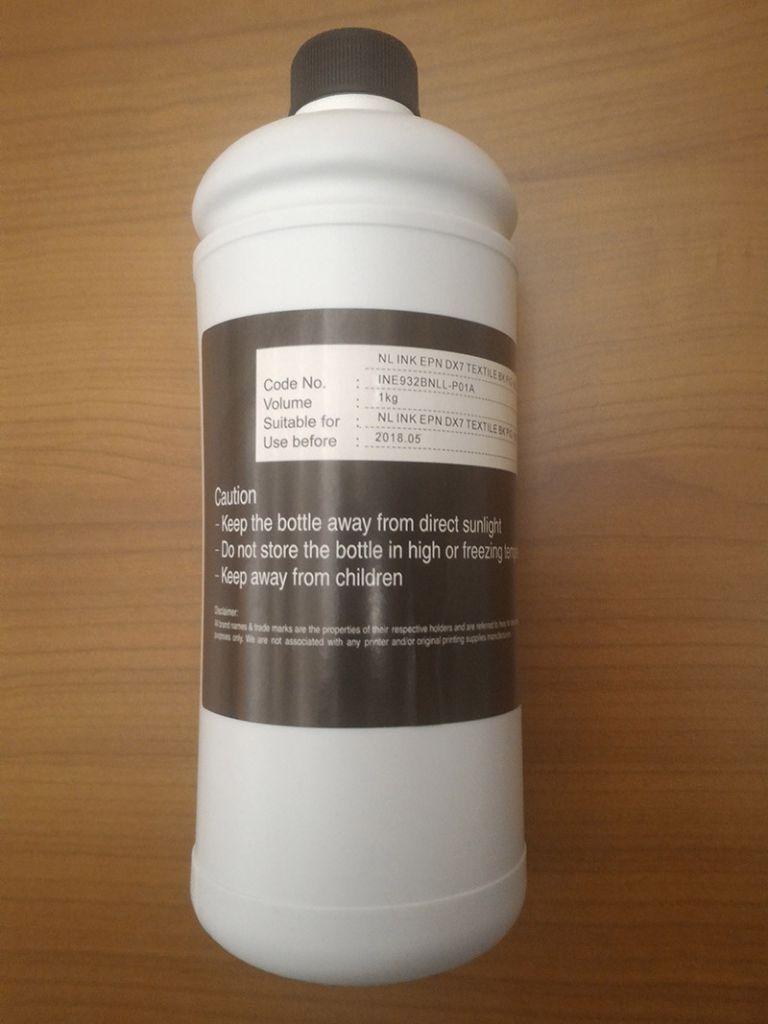 NL INK EPN DX7 TEXTILE BK
Code No. : INE932BNLL-P01A
Volume : 1kg
Suitable for : NL INK EPN DX7 TEXTILE BK
Use before : 2018.05
Caution
- Keep the bottle away from direct sunlight
- Do not store the bottle in high or freezing
- Keep away from children
Disclaimer:
All brand names & trade marks are the properties of their respective holders and are referred to here for
purposes only. We are not associated with any printer and/or original printing supplies